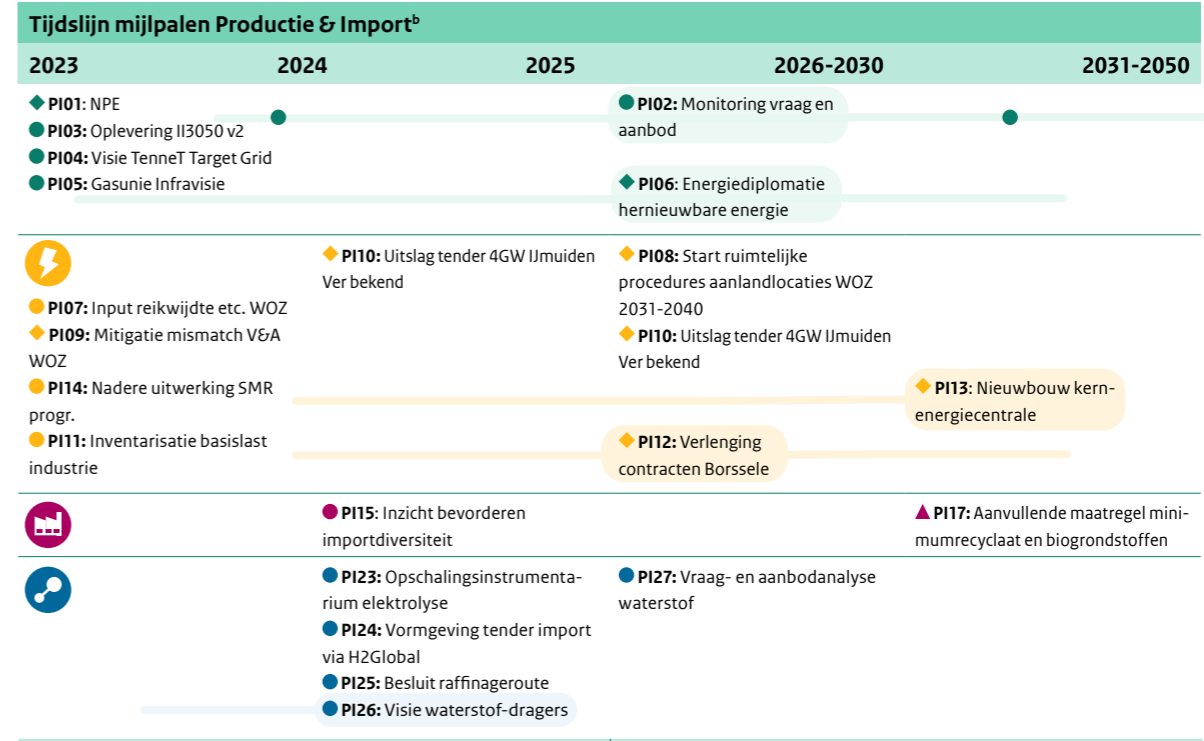 Tijdslijn mijlpalen Productie & Importᵇ
2023 2024 2025 2026-2030 2031-2050
PI01: NPE
PI03: Oplevering II3050 v2
PI04: Visie TenneT Target Grid
PI05: Gasunie Infravisie
PI02: Monitoring vraag en
aanbod
PI06: Energiediplomatie
hernieuwbare energie
PI07: Input reikwijdte etc. WOZ
PI09: Mitigatie mismatch V&A
WOZ
PI14: Nadere uitwerking SMR
progr.
PI11: Inventarisatie basislast
industrie
PI10: Uitslag tender 4GW IJmuiden
Ver bekend
PI08: Start ruimtelijke
procedures aanlandlocaties WOZ
2031-2040
PI10: Uitslag tender 4GW IJmuiden
Ver bekend
PI12: Verlenging
contracten Borssele
PI13: Nieuwbouw kern-
energiecentrale
PI15: Inzicht bevorderen
importdiversiteit
PI17: Aanvullende maatregel mini-
mumrecyclaat en biogrondstoffen
PI23: Opschalingsinstrumenta-
rium elektrolyse
PI24: Vormgeving tender import
via H2Global
PI25: Besluit raffinageroute
PI26: Visie waterstof-dragers
PI27: Vraag- en aanbodanalyse
waterstof